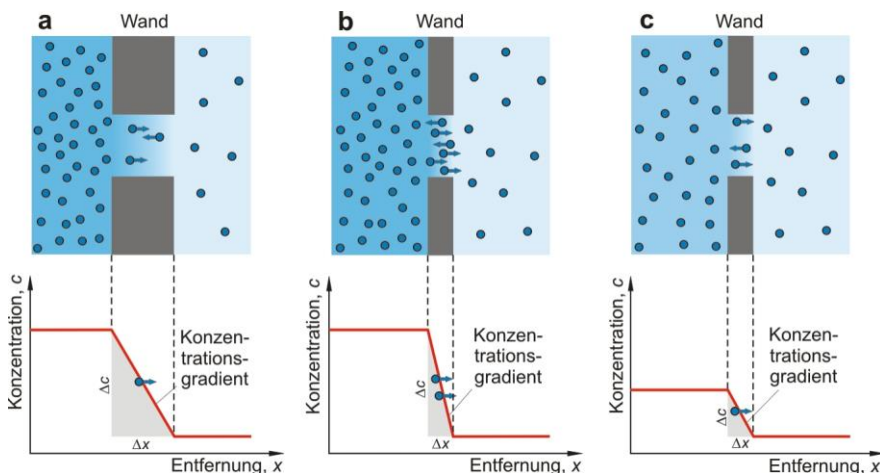 a
Wand
b
Wand
c
Wand
Konzentration, c
Konzen-
trations-
gradient
Δc
Δx
Entfernung, x
Konzentration, c
Konzen-
trations-
gradient
Δc
Δx
Entfernung, x
Konzentration, c
Konzen-
trations-
gradient
Δc
Δx
Entfernung, x